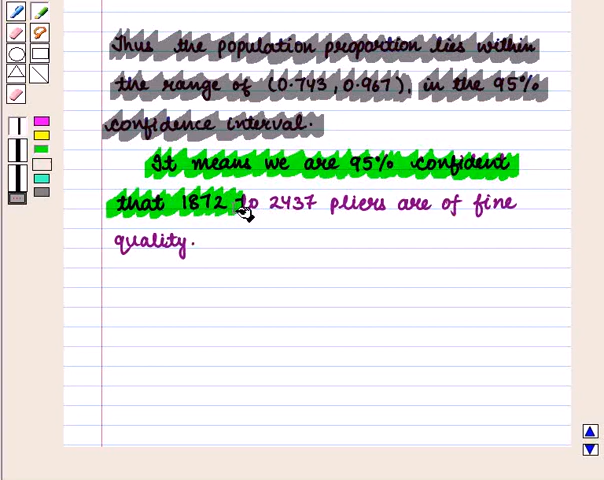 Thus the population proportion lies within
the range of (0.743, 0.967), in the 95%
confidence interval.
It means we are 95% confident
that 1872 to 2437 pliers are of fine
quality.